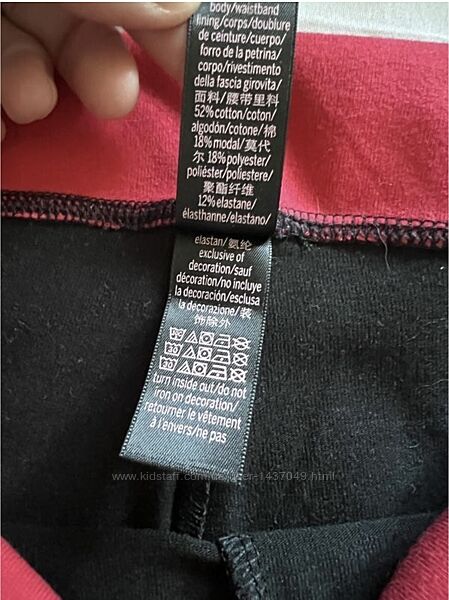 body/waistband
lining/corps/doublure
de ceinture/cuerpo/
forro de la petrina/
corpo/rivestimento
della fascia girovita/
面料/腰带里料
52% cotton/coton/
algodón/cotone/棉
18% modal/莫代
尔 18% polyester/
poliéster/poliestere/
聚酯纤维
12% elastane/
élasthanne/elastano/
elastan/氨纶
exclusive of
decoration/sauf
décoration/no incluye
la decoración/esclusa
la decorazione/装
饰除外
30
30
turn inside out/do not
iron on decoration/
retourner le vêtement
à l'envers/ne pas